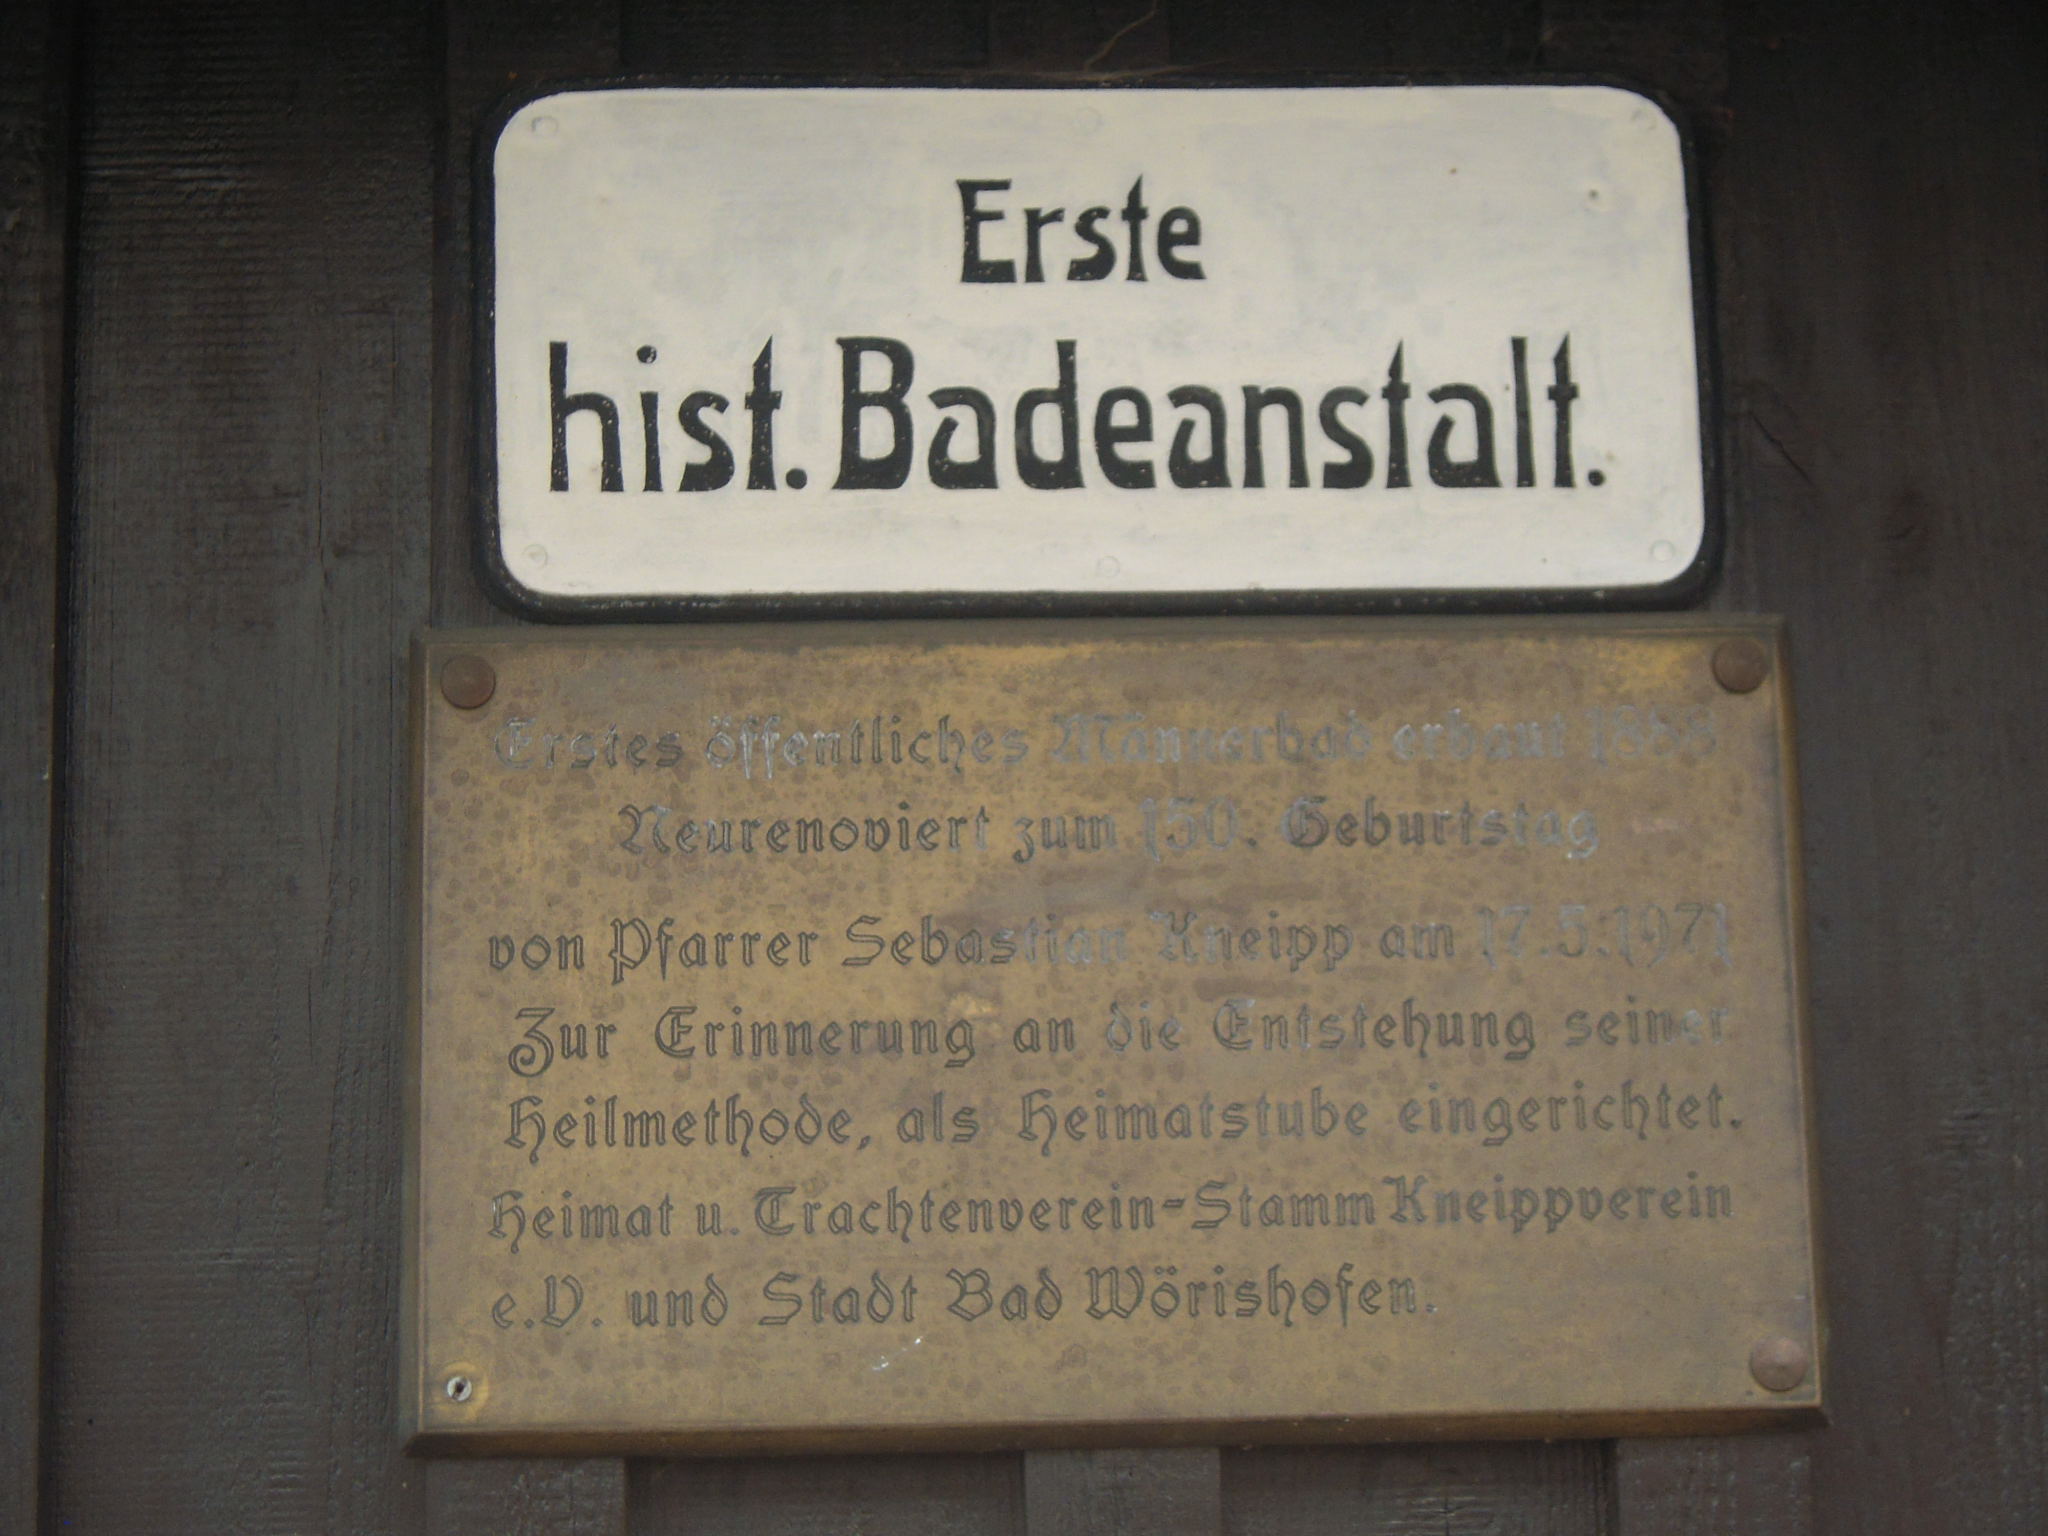 Erste
hist. Badeanstalt.
Erstes öffentliches Männerbad erbaut 1888
Neurenoviert zum 150. Geburtstag
von Pfarrer Sebastian Kneipp am 17.5.1971
Zur Erinnerung an die Entstehung seiner
Heilmethode, als Heimatstube eingerichtet.
Heimat u. Trachtenverein-Stamm Kneippverein
e.V. und Stadt Bad Wörishofen.